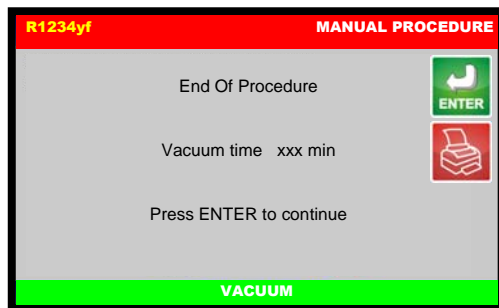 R1234yf MANUAL PROCEDURE
End Of Procedure
ENTER
Vacuum time xxx min
Press ENTER to continue
VACUUM